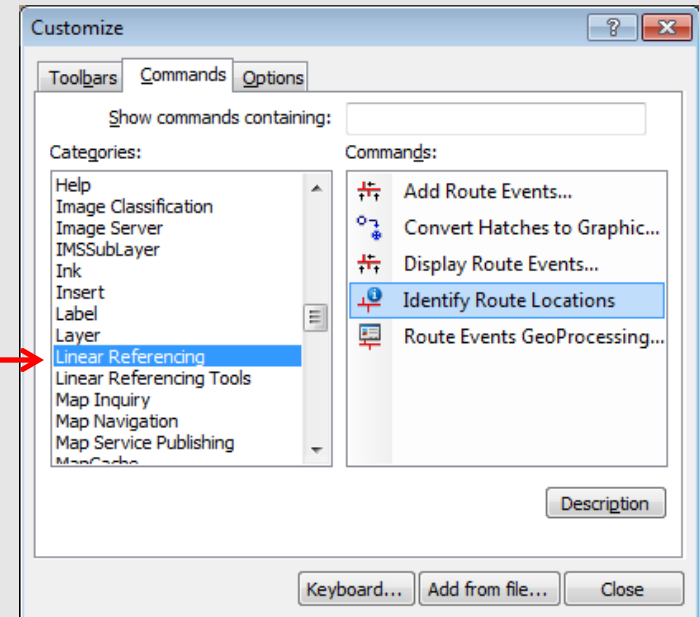 Customize
Toolbars Commands Options
Show commands containing:
Categories:
Help
Image Classification
Image Server
IMSSubLayer
Ink
Insert
Label
Layer
Linear Referencing
Linear Referencing Tools
Map Inquiry
Map Navigation
Map Service Publishing
MapCache
Commands:
Add Route Events...
Convert Hatches to Graphic...
Display Route Events...
Identify Route Locations
Route Events GeoProcessing...
Description
Keyboard... Add from file... Close